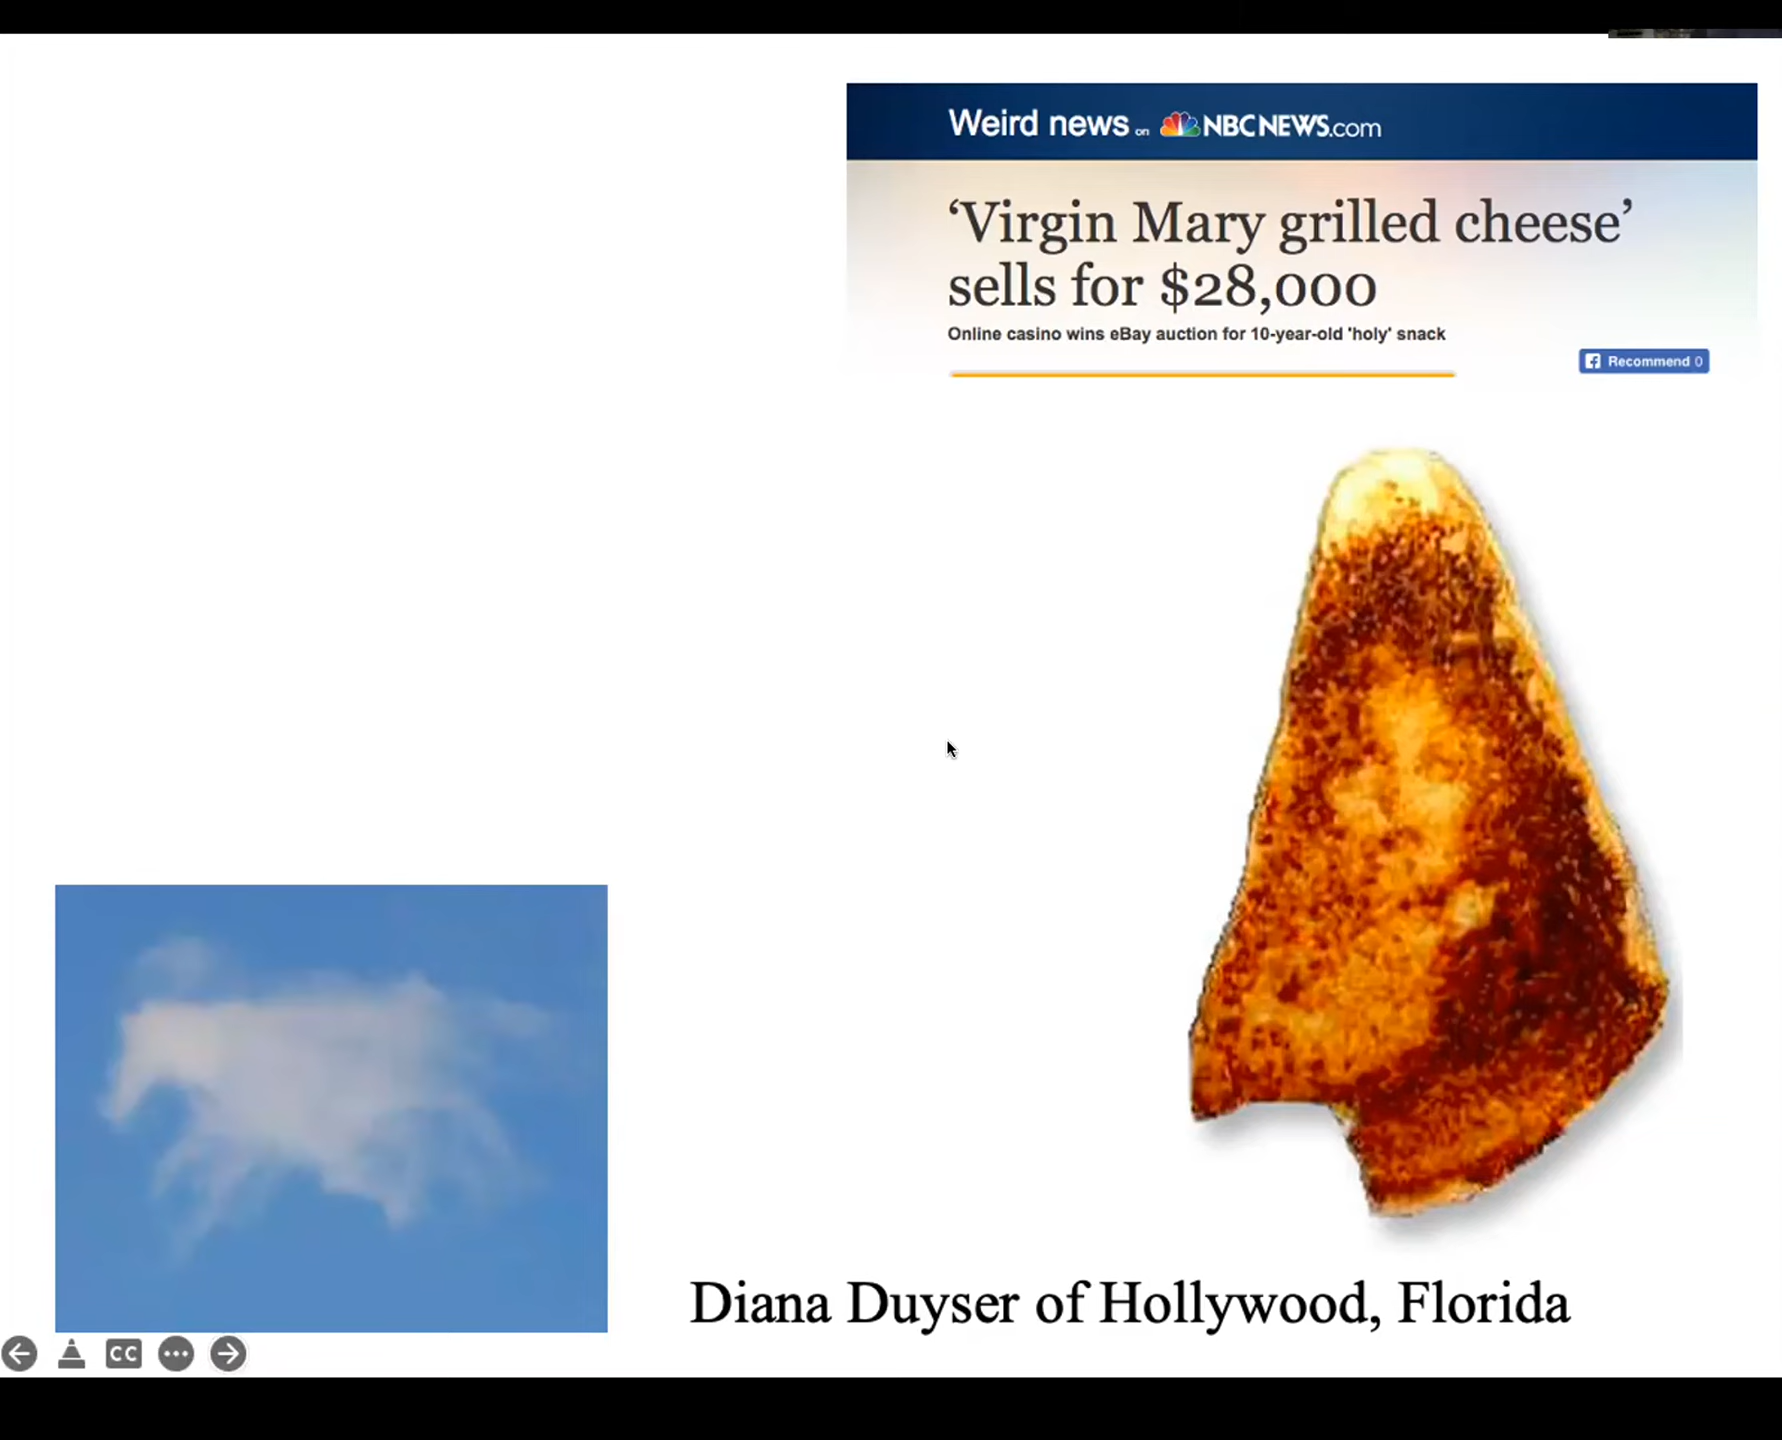 Weird news on NBCNEWS.com
‘Virgin Mary grilled cheese’
sells for $28,000
Online casino wins eBay auction for 10-year-old 'holy' snack
Recommend 0
Diana Duyser of Hollywood, Florida
CC